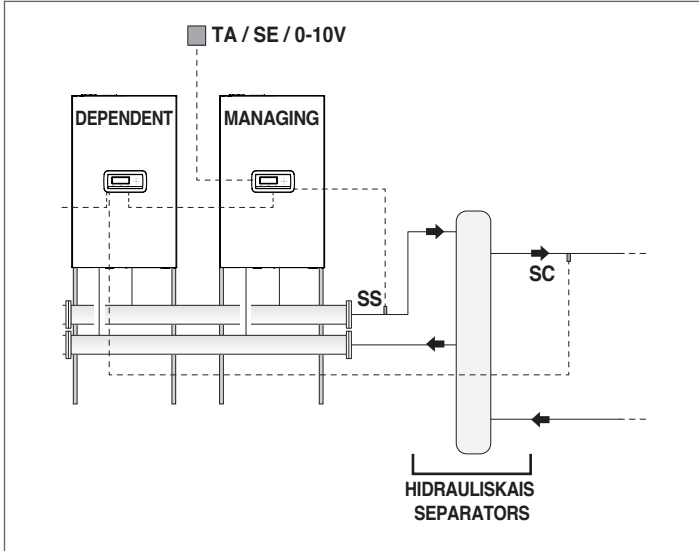 TA / SE / 0-10V
DEPENDENT
MANAGING
SS
SC
HIDRAULISKAIS
SEPARATORS